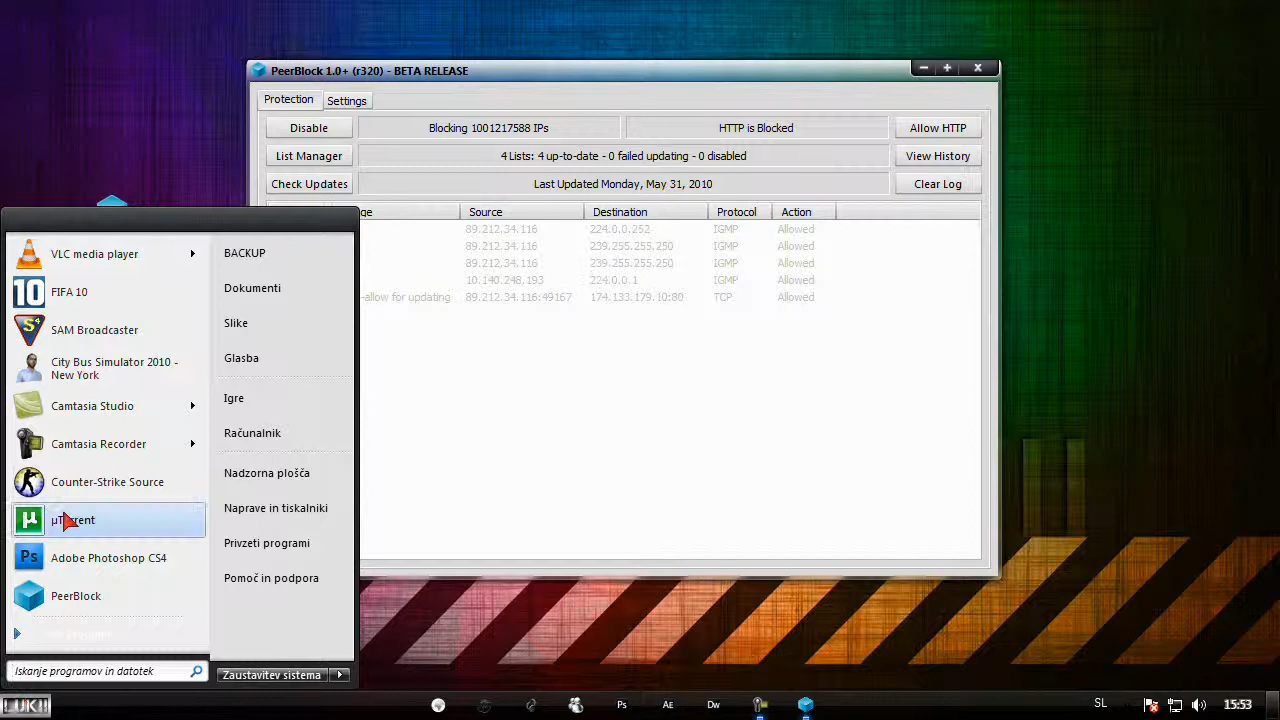 PeerBlock 1.0+ (r320) - BETA RELEASE
Protection Settings
Disable Blocking 1001217588 IPs HTTP is Blocked Allow HTTP
List Manager 4 Lists: 4 up-to-date - 0 failed updating - 0 disabled View History
Check Updates Last Updated Monday, May 31, 2010 Clear Log
Source Destination Protocol Action
89.212.34.116 224.0.0.252 IGMP Allowed
89.212.34.116 239.255.255.250 IGMP Allowed
89.212.34.116 239.255.255.250 IGMP Allowed
10.140.248.193 224.0.0.1 IGMP Allowed
-allow for updating 89.212.34.116:49167 174.133.179.10:80 TCP Allowed
VLC media player
10 FIFA 10
SAM Broadcaster
City Bus Simulator 2010 -
New York
Camtasia Studio
Camtasia Recorder
Counter-Strike Source
µ µTorrent
Ps Adobe Photoshop CS4
PeerBlock
Iskanje programov in datotek
BACKUP
Dokumenti
Slike
Glasba
Igre
Računalnik
Nadzorna plošča
Naprave in tiskalniki
Privzeti programi
Pomoč in podpora
Zaustavitev sistema
Ps AE Dw SL 15:53